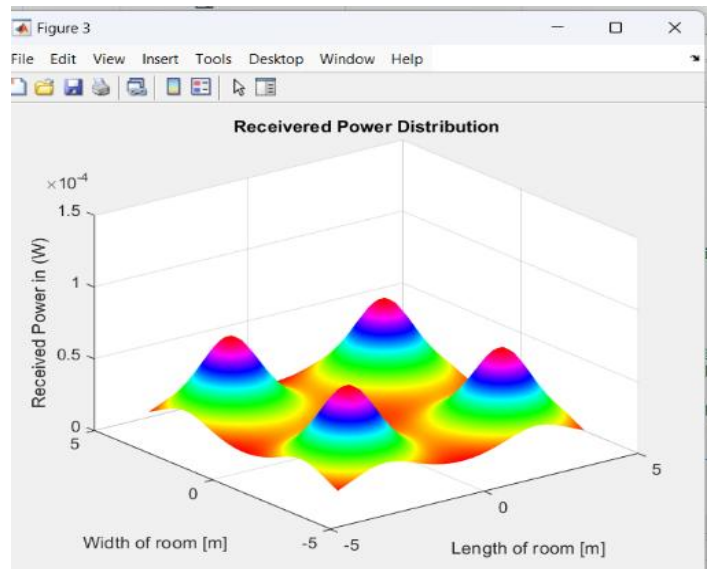 Figure 3
File Edit View Insert Tools Desktop Window Help
Receivered Power Distribution
×10-4
1.5
1
0.5
0
Received Power in (W)
5
0
-5
Width of room [m]
-5
0
5
Length of room [m]